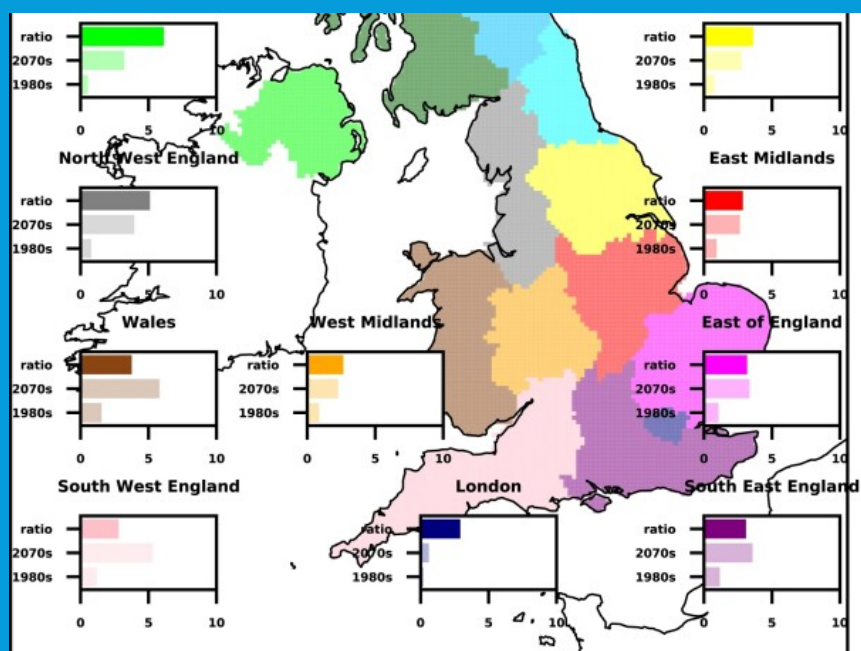 ratio
2070s
1980s
0 5 10
ratio
2070s
1980s
0 5 10
North West England
ratio
2070s
1980s
0 5 10
East Midlands
ratio
2070s
1980s
0 5 10
Wales
ratio
2070s
1980s
0 5 10
West Midlands
ratio
2070s
1980s
0 5 10
East of England
ratio
2070s
1980s
0 5 10
South West England
ratio
2070s
1980s
0 5 10
London
ratio
2070s
1980s
0 5 10
South East England
ratio
2070s
1980s
0 5 10